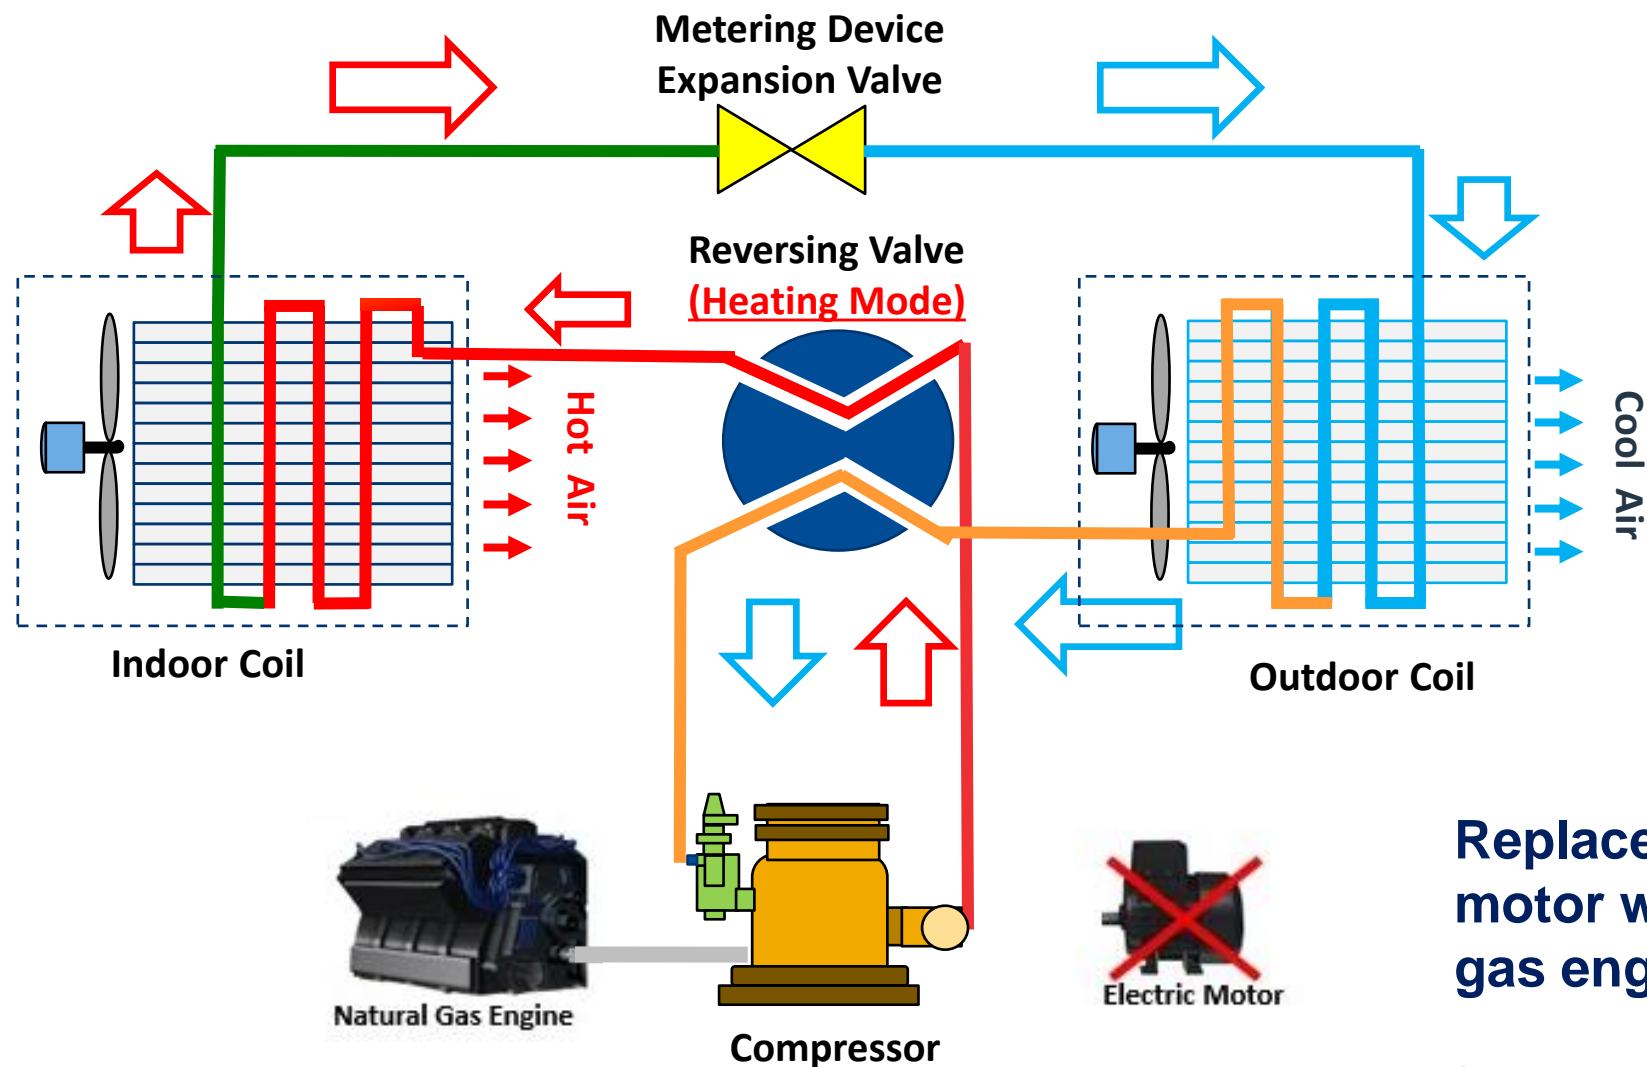 Metering Device
Expansion Valve
Reversing Valve
(Heating Mode)
Hot Air
Cool Air
Indoor Coil
Outdoor Coil
Replace
motor
gas
Natural Gas Engine
Electric Motor
Compressor